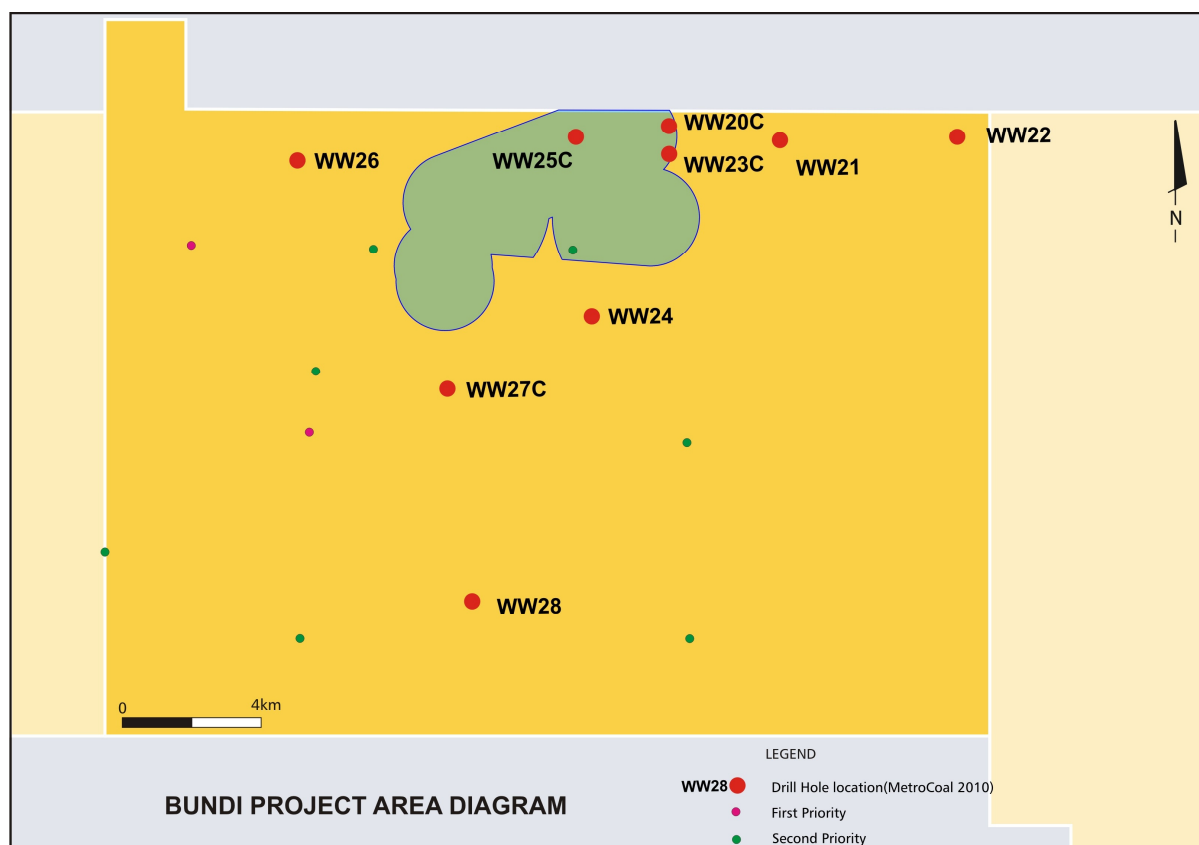 WW20C
WW25C
WW23C
WW21
WW22
WW26
N
WW24
WW27C
WW28
0 4km
LEGEND
WW28 Drill Hole location(MetroCoal 2010)
BUNDI PROJECT AREA DIAGRAM
First Priority
Second Priority